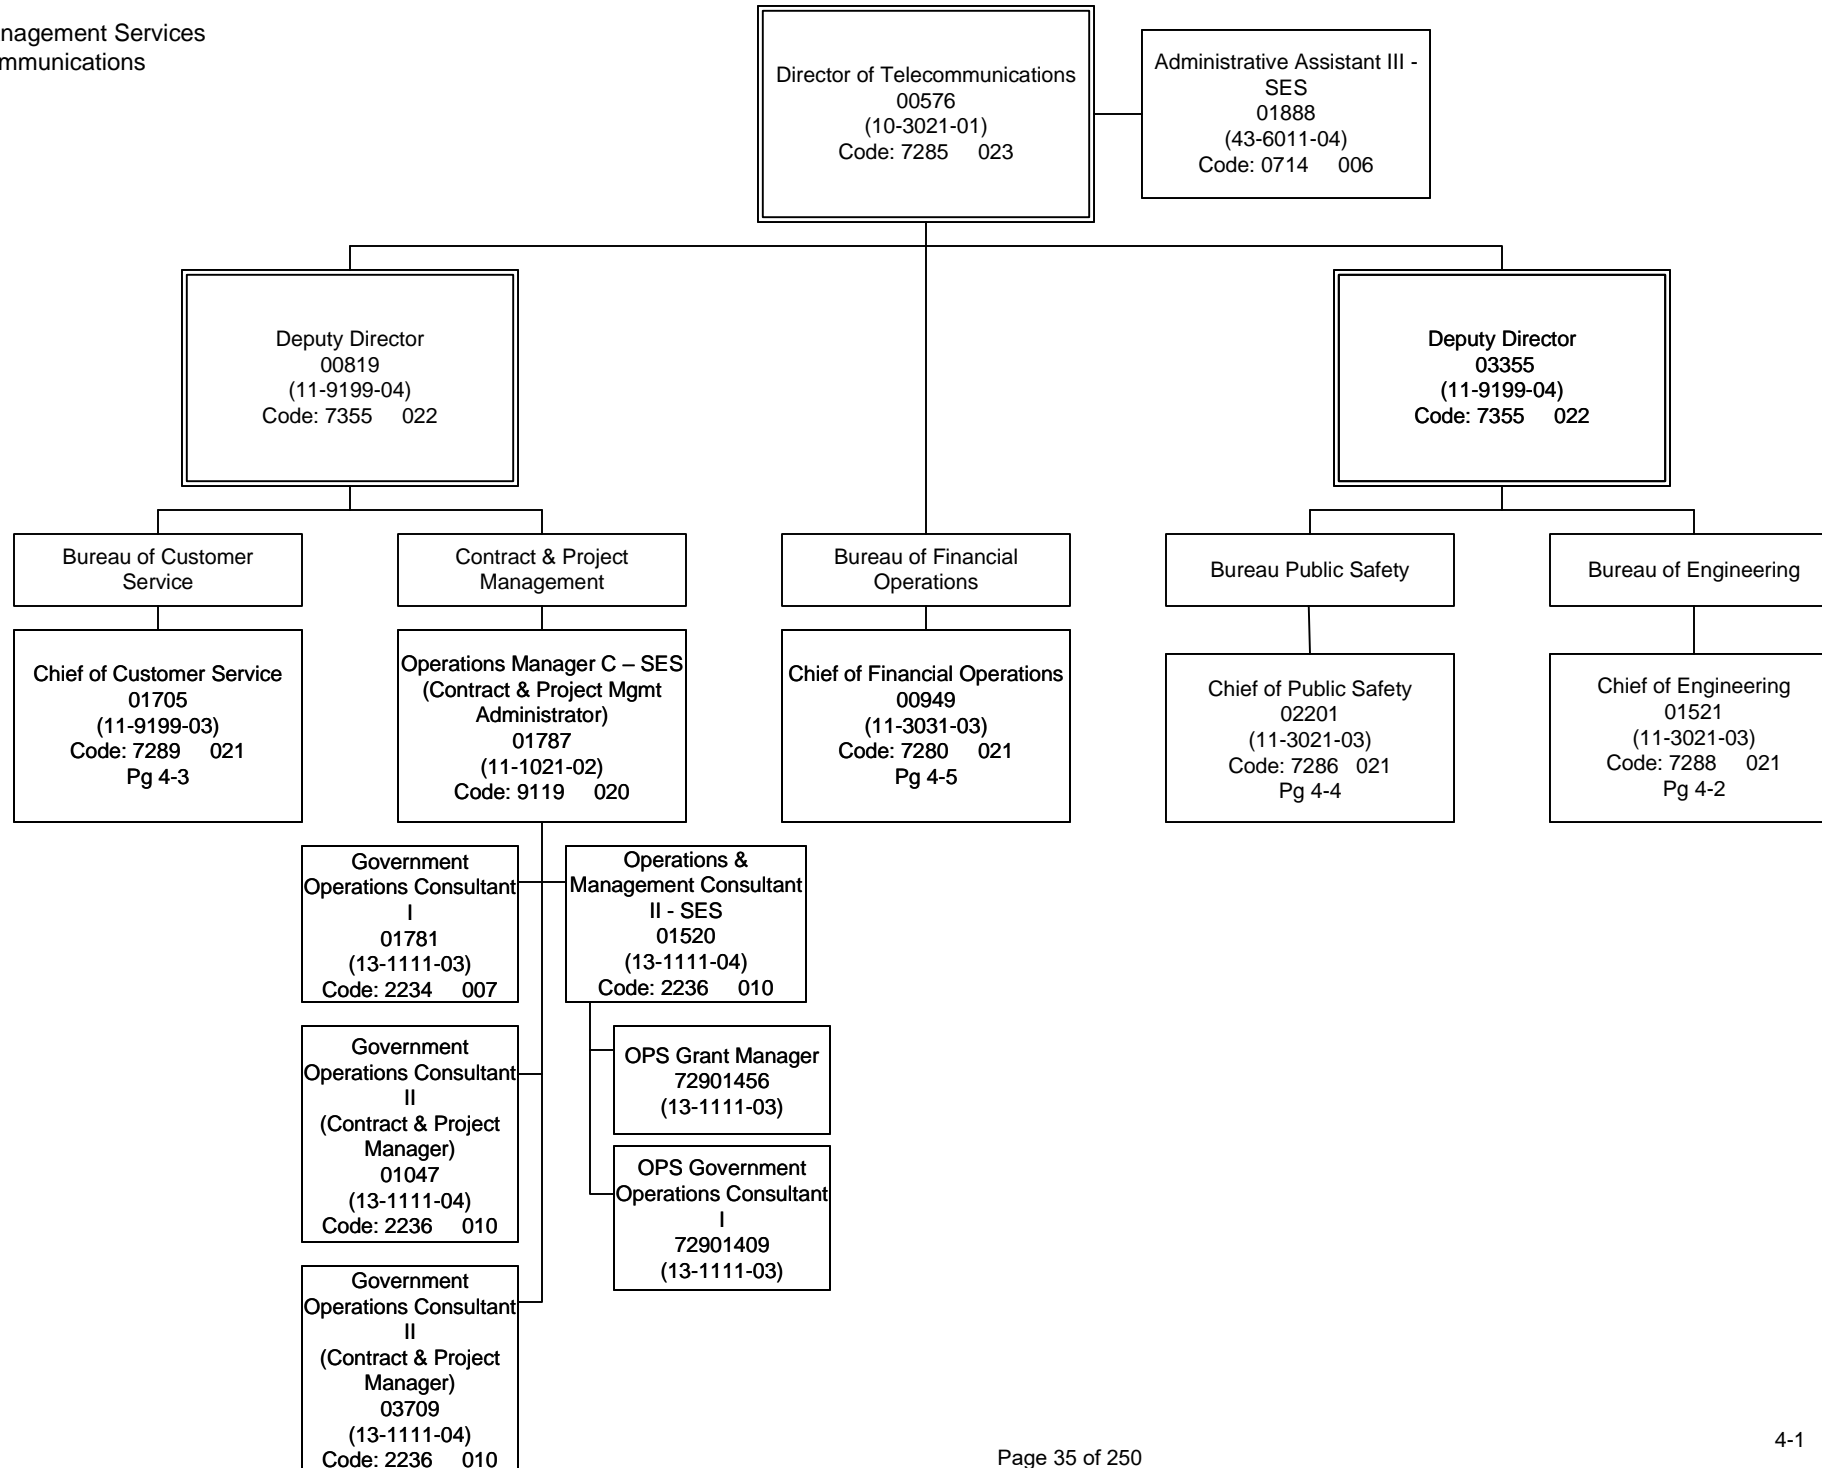 nagement Services
mmunications
Director of Telecommunications
00576
(10-3021-01)
Code: 7285 023
Administrative Assistant III -
SES
01888
(43-6011-04)
Code: 0714 006
Deputy Director
00819
(11-9199-04)
Code: 7355 022
Deputy Director
03355
(11-9199-04)
Code: 7355 022
Bureau of Customer
Service
Contract & Project
Management
Bureau of Financial
Operations
Bureau Public Safety
Bureau of Engineering
Chief of Customer Service
01705
(11-9199-03)
Code: 7289 021
Pg 4-3
Operations Manager C – SES
(Contract & Project Mgmt
Administrator)
01787
(11-1021-02)
Code: 9119 020
Chief of Financial Operations
00949
(11-3031-03)
Code: 7280 021
Pg 4-5
Chief of Public Safety
02201
(11-3021-03)
Code: 7286 021
Pg 4-4
Chief of Engineering
01521
(11-3021-03)
Code: 7288 021
Pg 4-2
Government
Operations Consultant
I
01781
(13-1111-03)
Code: 2234 007
Operations &
Management Consultant
II - SES
01520
(13-1111-04)
Code: 2236 010
Government
Operations Consultant
II
(Contract & Project
Manager)
01047
(13-1111-04)
Code: 2236 010
OPS Grant Manager
72901456
(13-1111-03)
OPS Government
Operations Consultant
I
72901409
(13-1111-03)
Government
Operations Consultant
II
(Contract & Project
Manager)
03709
(13-1111-04)
Code: 2236 010
Page 35 of 250
4-1